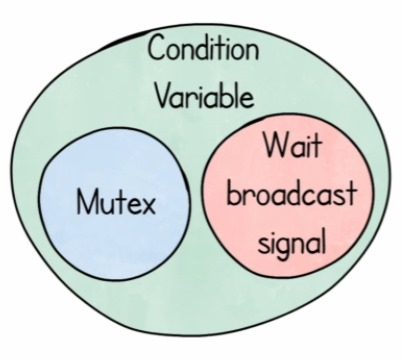 Condition
Variable
Mutex
Wait
broadcast
signal